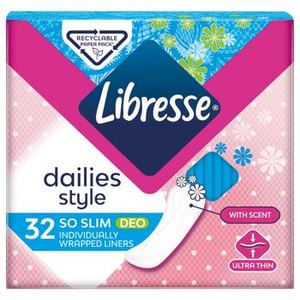 RECYCLABLE
PAPER PACK
Libresse®
dailies
style
32 SO SLIM DEO
INDIVIDUALLY
WRAPPED LINERS
WITH SCENT
ULTRA THIN